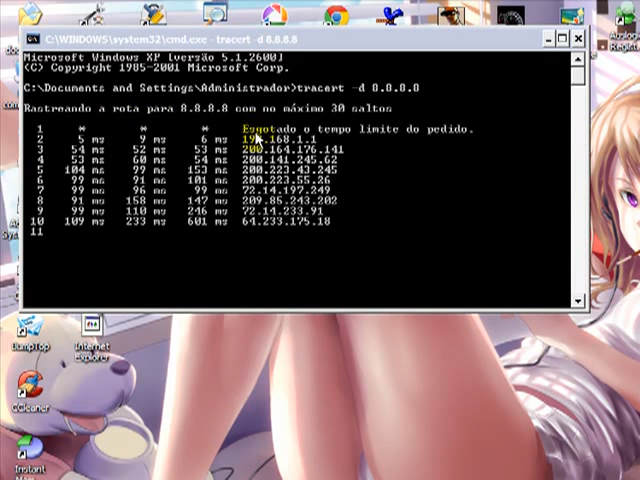 C:\WINDOWS\system32\cmd.exe - tracert -d 8.8.8.8
Microsoft Windows XP [versão 5.1.2600]
(C) Copyright 1985-2001 Microsoft Corp.
C:\Documents and Settings\Administrador>tracert -d 8.8.8.8
Rastreando a rota para 8.8.8.8 com no máximo 30 saltos
1 * * * Esgotado o tempo limite do pedido.
2 5 ms 9 ms 6 ms 192.168.1.1
3 54 ms 52 ms 53 ms 200.164.176.141
4 53 ms 60 ms 54 ms 200.141.245.62
5 104 ms 99 ms 153 ms 200.223.43.245
6 99 ms 91 ms 101 ms 200.223.55.26
7 99 ms 96 ms 99 ms 72.14.197.249
8 91 ms 158 ms 147 ms 209.85.243.202
9 99 ms 110 ms 246 ms 72.14.233.91
10 109 ms 233 ms 601 ms 64.233.175.18
11
BumpTop
Internet
Explorer
CCleaner
Instant